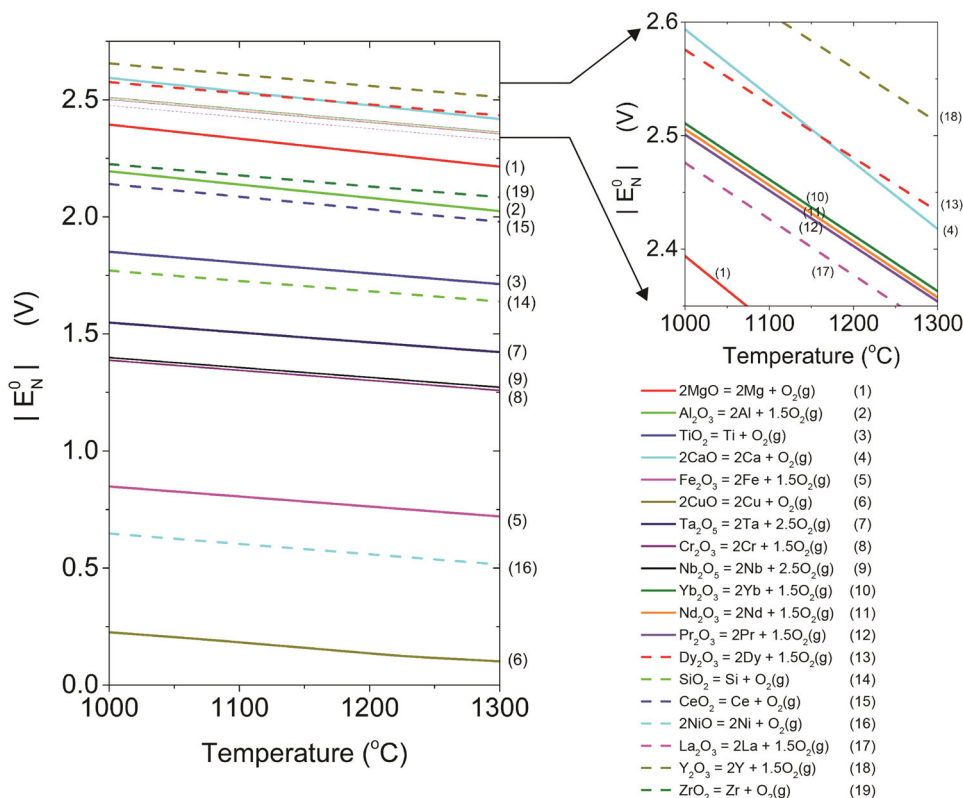 2.5
2.0
1.5
1.0
0.5
0.0
1000
1100
1200
1300
Temperature (°C)
| E_N^0 | (V)
(1)
(19)
(2)
(15)
(3)
(14)
(7)
(9)
(8)
(5)
(16)
(6)
2.6
2.5
2.4
1000
1100
1200
1300
Temperature (°C)
| E_N^0 | (V)
(18)
(10)
(11)
(12)
(13)
(4)
(17)
(1)
2MgO = 2Mg + O₂(g) (1)
Al₂O₃ = 2Al + 1.5O₂(g) (2)
TiO₂ = Ti + O₂(g) (3)
2CaO = 2Ca + O₂(g) (4)
Fe₂O₃ = 2Fe + 1.5O₂(g) (5)
2CuO = 2Cu + O₂(g) (6)
Ta₂O₅ = 2Ta + 2.5O₂(g) (7)
Cr₂O₃ = 2Cr + 1.5O₂(g) (8)
Nb₂O₅ = 2Nb + 2.5O₂(g) (9)
Yb₂O₃ = 2Yb + 1.5O₂(g) (10)
Nd₂O₃ = 2Nd + 1.5O₂(g) (11)
Pr₂O₃ = 2Pr + 1.5O₂(g) (12)
Dy₂O₃ = 2Dy + 1.5O₂(g) (13)
SiO₂ = Si + O₂(g) (14)
CeO₂ = Ce + O₂(g) (15)
2NiO = 2Ni + O₂(g) (16)
La₂O₃ = 2La + 1.5O₂(g) (17)
Y₂O₃ = 2Y + 1.5O₂(g) (18)
ZrO₂ = Zr + O₂(g) (19)